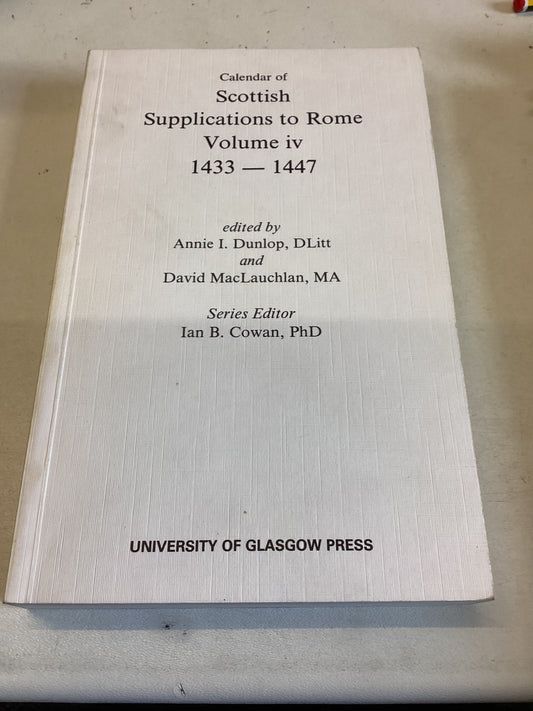 Calendar of
Scottish
Supplications to Rome
Volume iv
1433 — 1447
edited by
Annie I. Dunlop, DLitt
and
David MacLauchlan, MA
Series Editor
Ian B. Cowan, PhD
UNIVERSITY OF GLASGOW PRESS